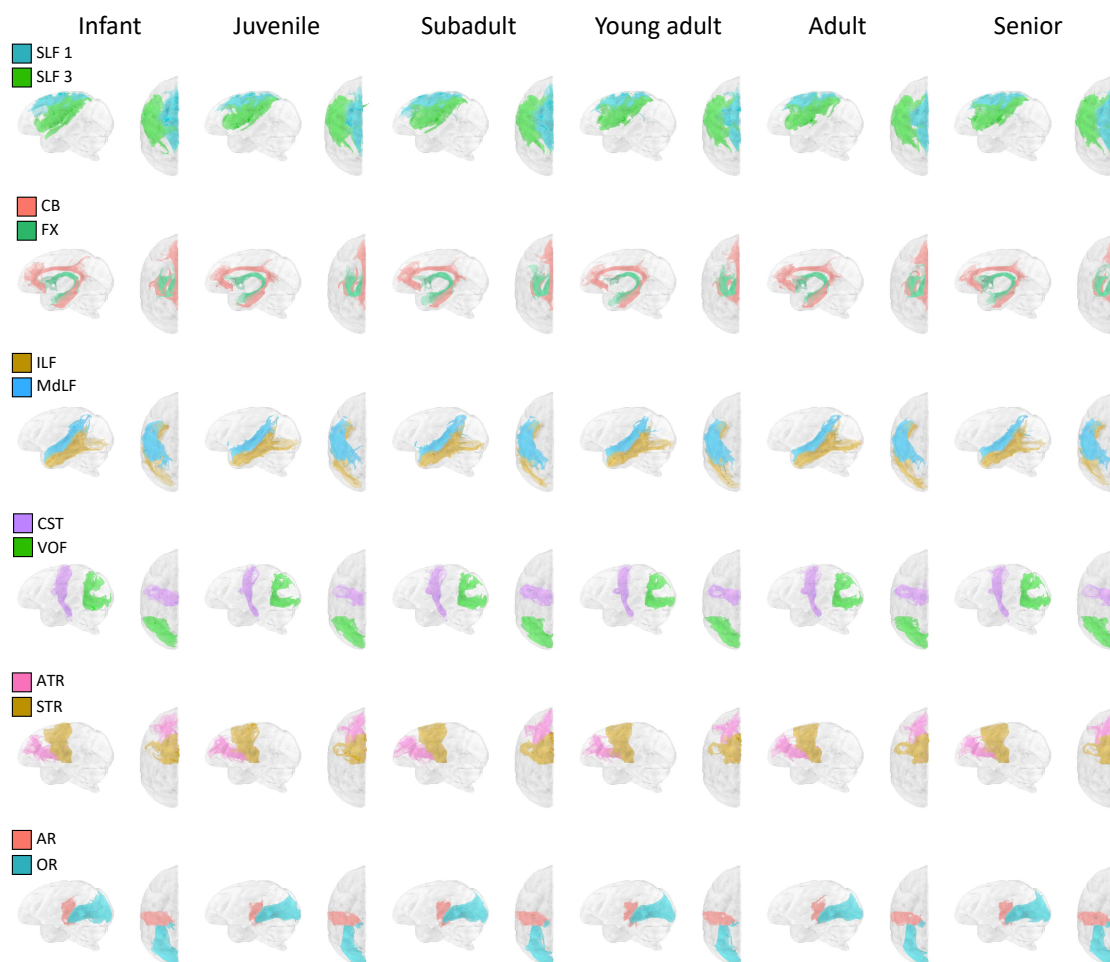 Infant Juvenile Subadult Young adult Adult Senior
SLF 1
SLF 3
CB
FX
ILF
MdLF
CST
VOF
ATR
STR
AR
OR